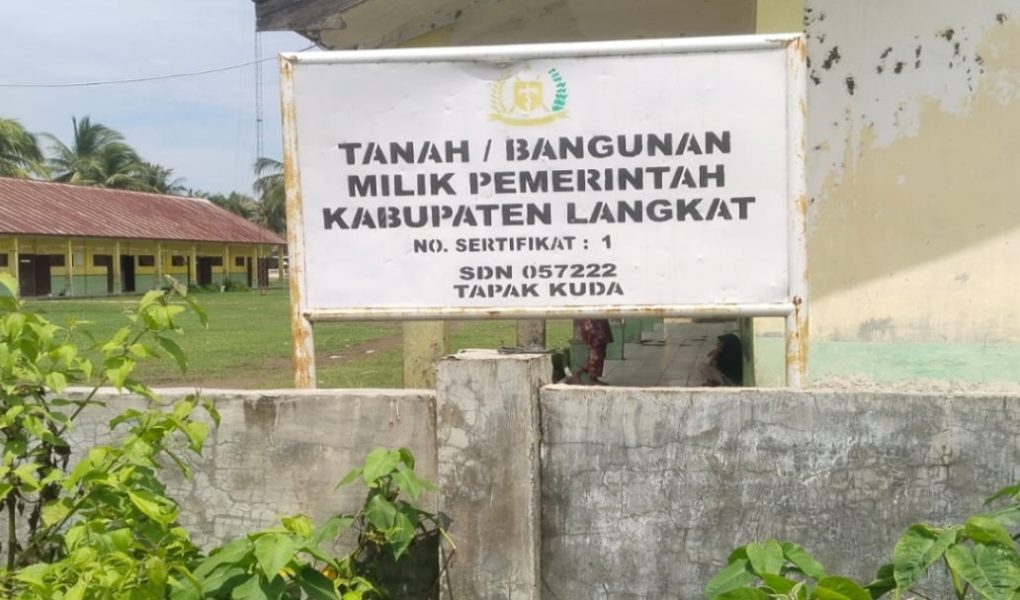 TANAH / BANGUNAN
MILIK PEMERINTAH
KABUPATEN LANGKAT
NO. SERTIFIKAT : 1
SDN 057222
TAPAK KUDA